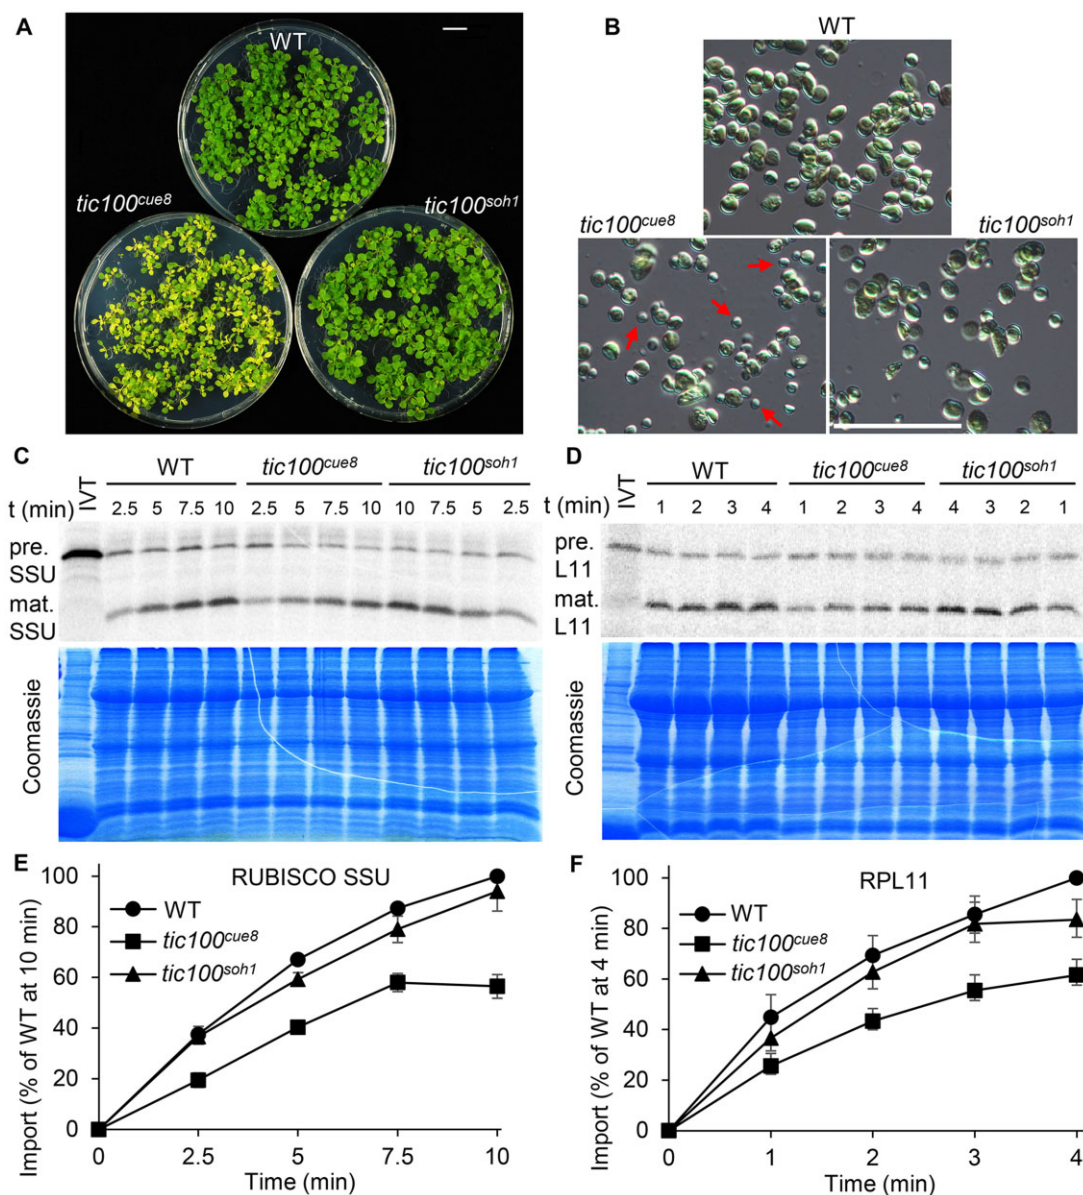 A
WT
tic100cue8
tic100soh1
B
WT
tic100cue8
tic100soh1
C
IVT
WT
tic100cue8
tic100soh1
t (min) 2.5 5 7.5 10 2.5 5 7.5 10 10 7.5 5 2.5
pre.
SSU
mat.
SSU
Coomassie
D
IVT
WT
tic100cue8
tic100soh1
t (min) 1 2 3 4 1 2 3 4 4 3 2 1
pre.
L11
mat.
L11
Coomassie
E
RUBISCO SSU
WT
tic100cue8
tic100soh1
Import (% of WT at 10 min)
100
80
60
40
20
0
0 2.5 5 7.5 10
Time (min)
F
RPL11
WT
tic100cue8
tic100soh1
Import (% of WT at 4 min)
100
80
60
40
20
0
0 1 2 3 4
Time (min)